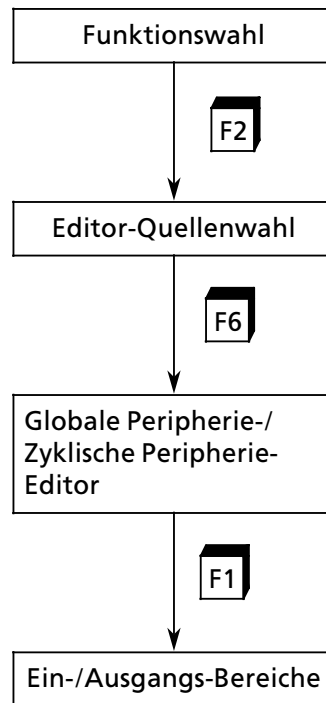 Funktionswahl
F2
Editor-Quellenwahl
F6
Globale Peripherie-/
Zyklische Peripherie-
Editor
F1
Ein-/Ausgangs-Bereiche